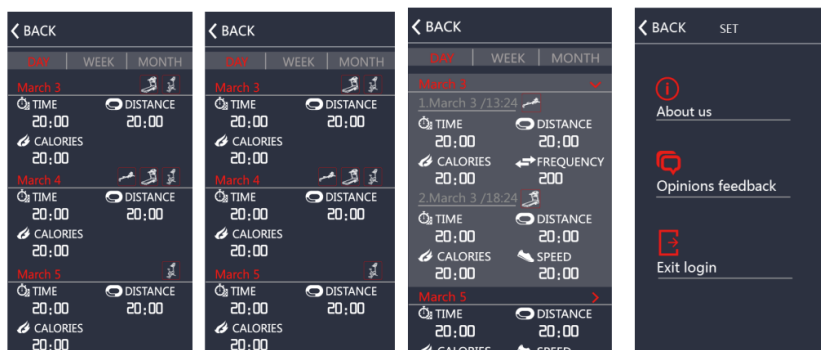 BACK
DAY WEEK MONTH
March 3
TIME DISTANCE
20:00 20:00
CALORIES
20:00
March 4
TIME DISTANCE
20:00 20:00
CALORIES
20:00
March 5
TIME DISTANCE
20:00 20:00
CALORIES
20:00
BACK
DAY WEEK MONTH
March 3
TIME DISTANCE
20:00 20:00
CALORIES
20:00
March 4
TIME DISTANCE
20:00 20:00
CALORIES
20:00
March 5
TIME DISTANCE
20:00 20:00
CALORIES
20:00
BACK
DAY WEEK MONTH
March 3
1.March 3 /13:24
TIME DISTANCE
20:00 20:00
CALORIES FREQUENCY
20:00 200
2.March 3 /18:24
TIME DISTANCE
20:00 20:00
CALORIES SPEED
20:00 20:00
March 5
TIME DISTANCE
20:00 20:00
CALORIES SPEED
BACK SET
About us
Opinions feedback
Exit login